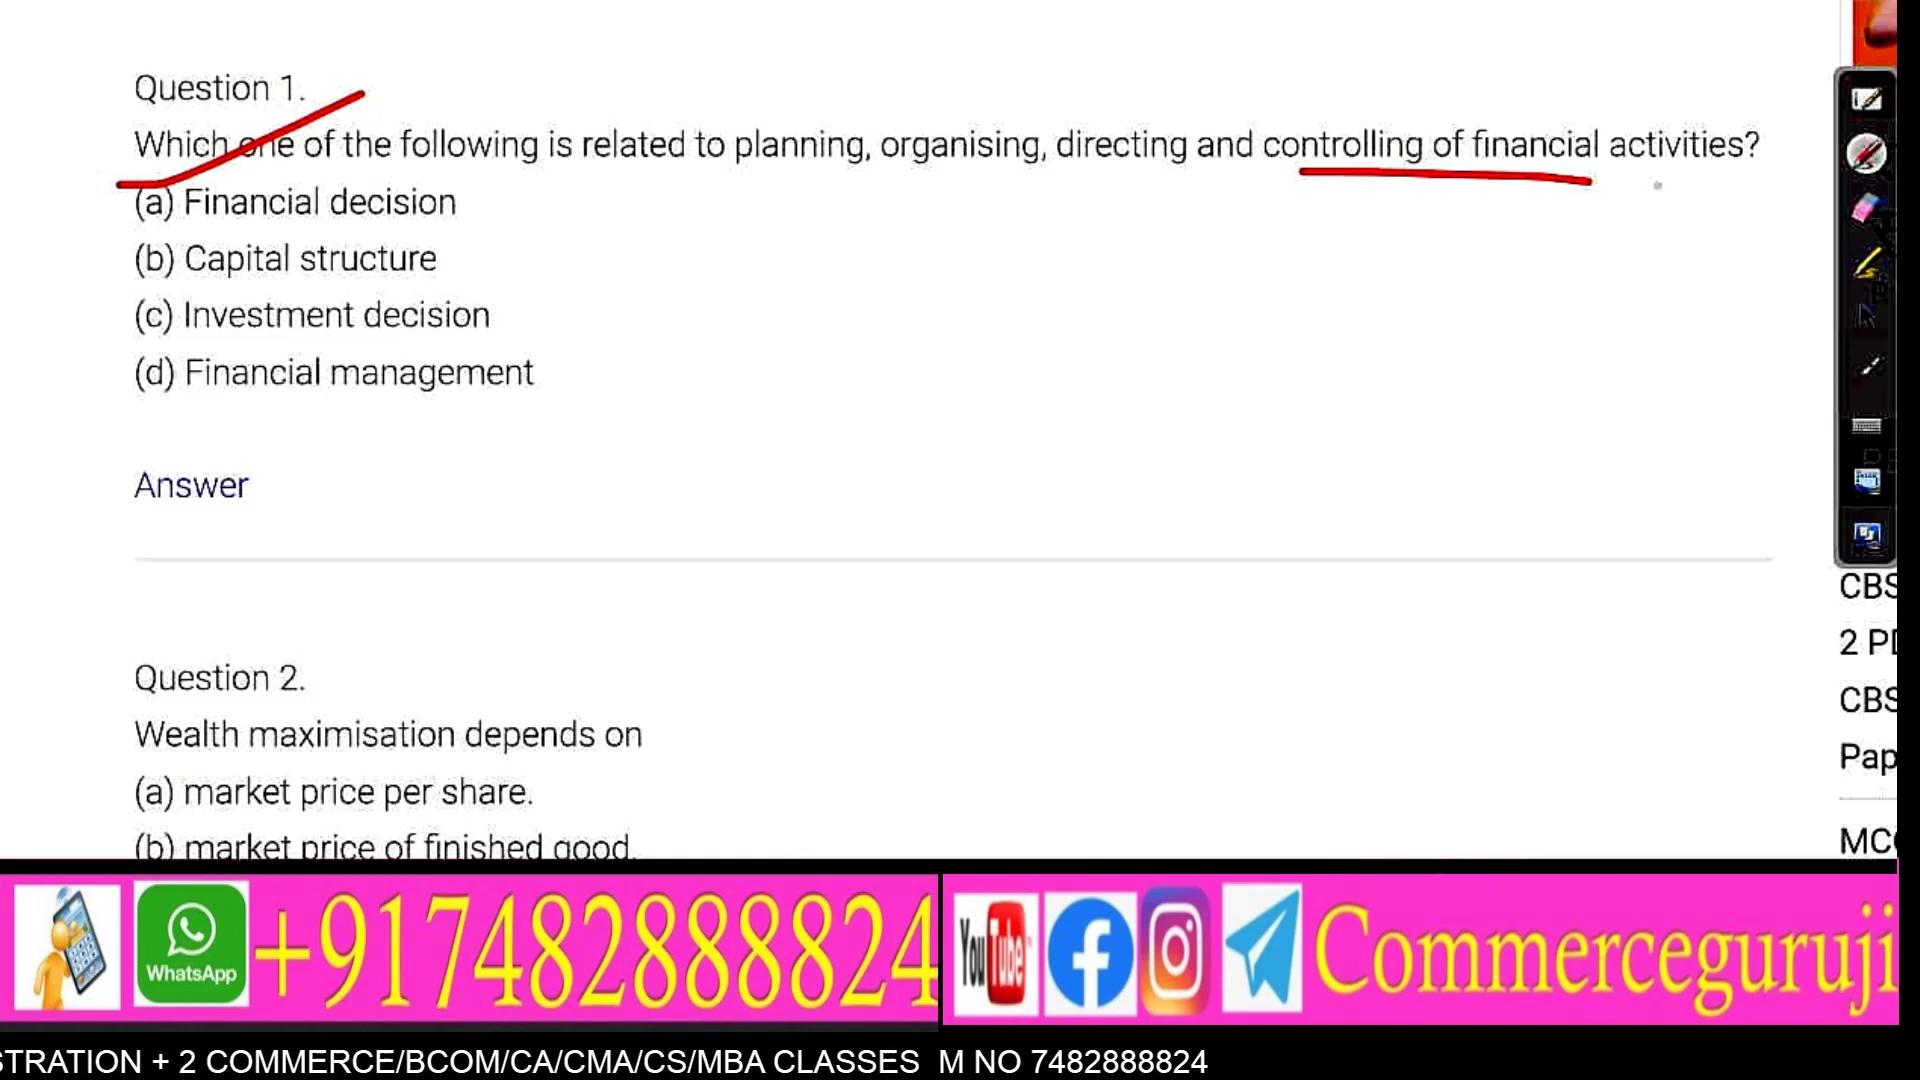 Question 1.
Which one of the following is related to planning, organising, directing and controlling of financial activities?
(a) Financial decision
(b) Capital structure
(c) Investment decision
(d) Financial management
Answer
Question 2.
Wealth maximisation depends on
(a) market price per share.
(b) market price of finished good.
CBS
2 PD
CBS
Pap
MC
WhatsApp
+917482888824
YouTube
Commerceguruji
STRATION + 2 COMMERCE/BCOM/CA/CMA/CS/MBA CLASSES M NO 7482888824